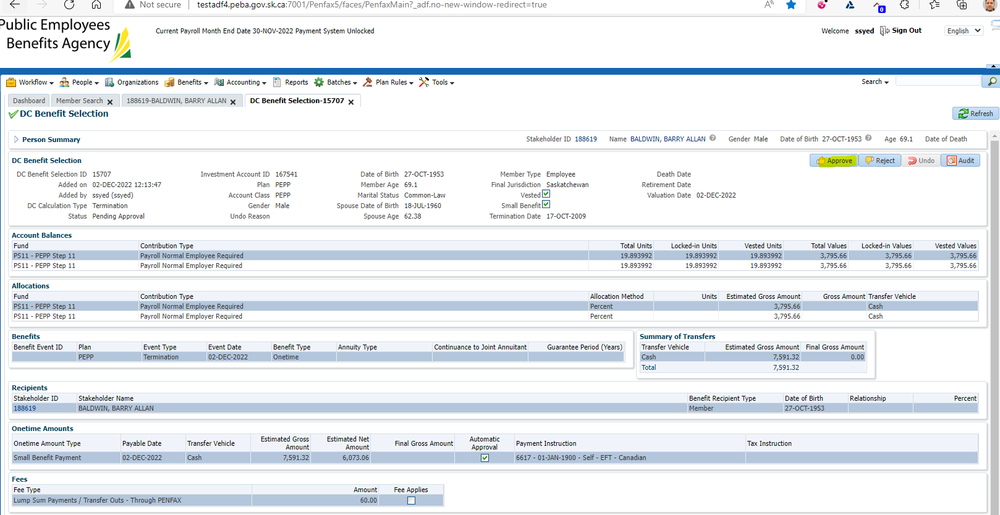 Not secure | testadf4.peba.gov.sk.ca:7001/Penfax5/faces/PenfaxMain?_adf.no-new-window-redirect=true
0
Public Employees
Benefits Agency
Current Payroll Month End Date 30-NOV-2022 Payment System Unlocked
Welcome ssyed Sign Out English
Workflow People Organizations Benefits Accounting Reports Batches Plan Rules Tools Search
Dashboard Member Search 188619-BALDWIN, BARRY ALLAN DC Benefit Selection-15707
DC Benefit Selection Refresh
Person Summary Stakeholder ID 188619 Name BALDWIN, BARRY ALLAN Gender Male Date of Birth 27-OCT-1953 Age 69.1 Date of Death
DC Benefit Selection Approve Reject Undo Audit
DC Benefit Selection ID 15707 Investment Account ID 167541 Date of Birth 27-OCT-1953 Member Type Employee Death Date
Added on 02-DEC-2022 12:13:47 Plan PEPP Member Age 69.1 Final Jurisdiction Saskatchewan Retirement Date
Added by ssyed (ssyed) Account Class PEPP Marital Status Common-Law Vested Valuation Date 02-DEC-2022
DC Calculation Type Termination Gender Male Spouse Date of Birth 18-JUL-1960 Small Benefit
Status Pending Approval Undo Reason Spouse Age 62.38 Termination Date 17-OCT-2009
Account Balances
Fund Contribution Type Total Units Locked-in Units Vested Units Total Values Locked-in Values Vested Values
PS11 - PEPP Step 11 Payroll Normal Employee Required 19.893992 19.893992 19.893992 3,795.66 3,795.66 3,795.66
PS11 - PEPP Step 11 Payroll Normal Employer Required 19.893992 19.893992 19.893992 3,795.66 3,795.66 3,795.66
Allocations
Fund Contribution Type Allocation Method Units Estimated Gross Amount Gross Amount Transfer Vehicle
PS11 - PEPP Step 11 Payroll Normal Employee Required Percent 3,795.66 Cash
PS11 - PEPP Step 11 Payroll Normal Employer Required Percent 3,795.66 Cash
Benefits
Benefit Event ID Plan Event Type Event Date Benefit Type Annuity Type Continuance to Joint Annuitant Guarantee Period (Years)
PEPP Termination 02-DEC-2022 Onetime
Summary of Transfers
Transfer Vehicle Estimated Gross Amount Final Gross Amount
Cash 7,591.32 0.00
Total 7,591.32
Recipients
Stakeholder ID Stakeholder Name Benefit Recipient Type Date of Birth Relationship Percent
188619 BALDWIN, BARRY ALLAN Member 27-OCT-1953
Onetime Amounts
Onetime Amount Type Payable Date Transfer Vehicle Estimated Gross Amount Estimated Net Amount Final Gross Amount Automatic Approval Payment Instruction Tax Instruction
Small Benefit Payment 02-DEC-2022 Cash 7,591.32 6,073.06 6617 - 01-JAN-1900 - Self - EFT - Canadian
Fees
Fee Type Amount Fee Applies
Lump Sum Payments / Transfer Outs - Through PENFAX 60.00